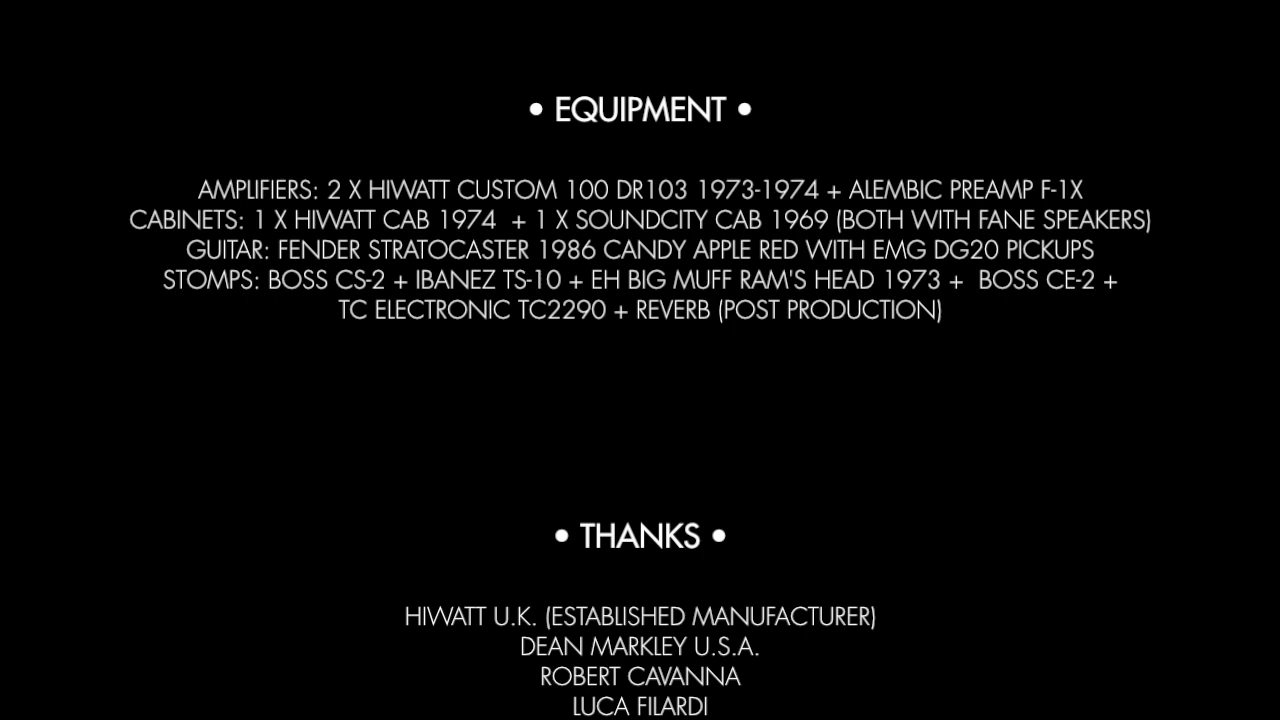 • EQUIPMENT •
AMPLIFIERS: 2 X HIWATT CUSTOM 100 DR103 1973-1974 + ALEMBIC PREAMP F-1X
CABINETS: 1 X HIWATT CAB 1974 + 1 X SOUNDCITY CAB 1969 (BOTH WITH FANE SPEAKERS)
GUITAR: FENDER STRATOCASTER 1986 CANDY APPLE RED WITH EMG DG20 PICKUPS
STOMPS: BOSS CS-2 + IBANEZ TS-10 + EH BIG MUFF RAM'S HEAD 1973 + BOSS CE-2 +
TC ELECTRONIC TC2290 + REVERB (POST PRODUCTION)
• THANKS •
HIWATT U.K. (ESTABLISHED MANUFACTURER)
DEAN MARKLEY U.S.A.
ROBERT CAVANNA
LUCA FILARDI